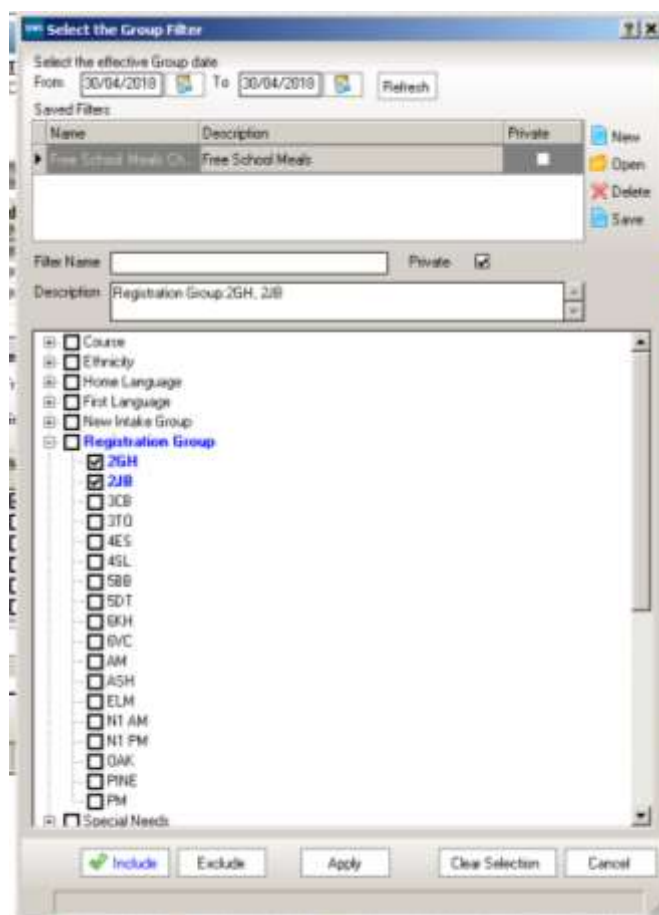 Select the Group Filter
Select the effective Group date
From 30/04/2018 To 30/04/2018 Refresh
Saved Filters
Name Description Private
Free School Meals Ch.. Free School Meals
New
Open
Delete
Save
Filter Name Private
Description Registration Group:2GH, 2JB
Course
Ethnicity
Home Language
First Language
New Intake Group
Registration Group
2GH
2JB
3CB
3TO
4ES
4SL
5BB
5DT
6KH
6VC
AM
ASH
ELM
N1 AM
N1 PM
OAK
PINE
PM
Special Needs
Include Exclude Apply Clear Selection Cancel